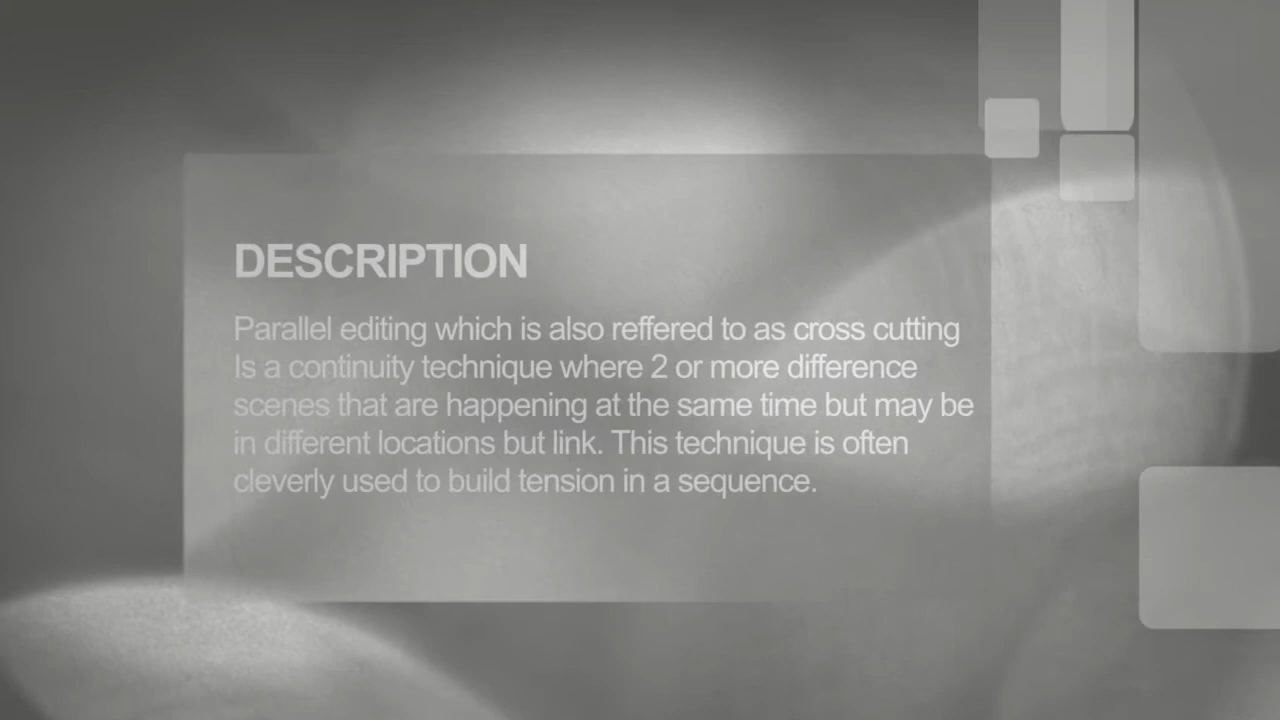 DESCRIPTION
Parallel editing which is also reffered to as cross cutting
Is a continuity technique where 2 or more difference
scenes that are happening at the same time but may be
in different locations but link. This technique is often
cleverly used to build tension in a sequence.